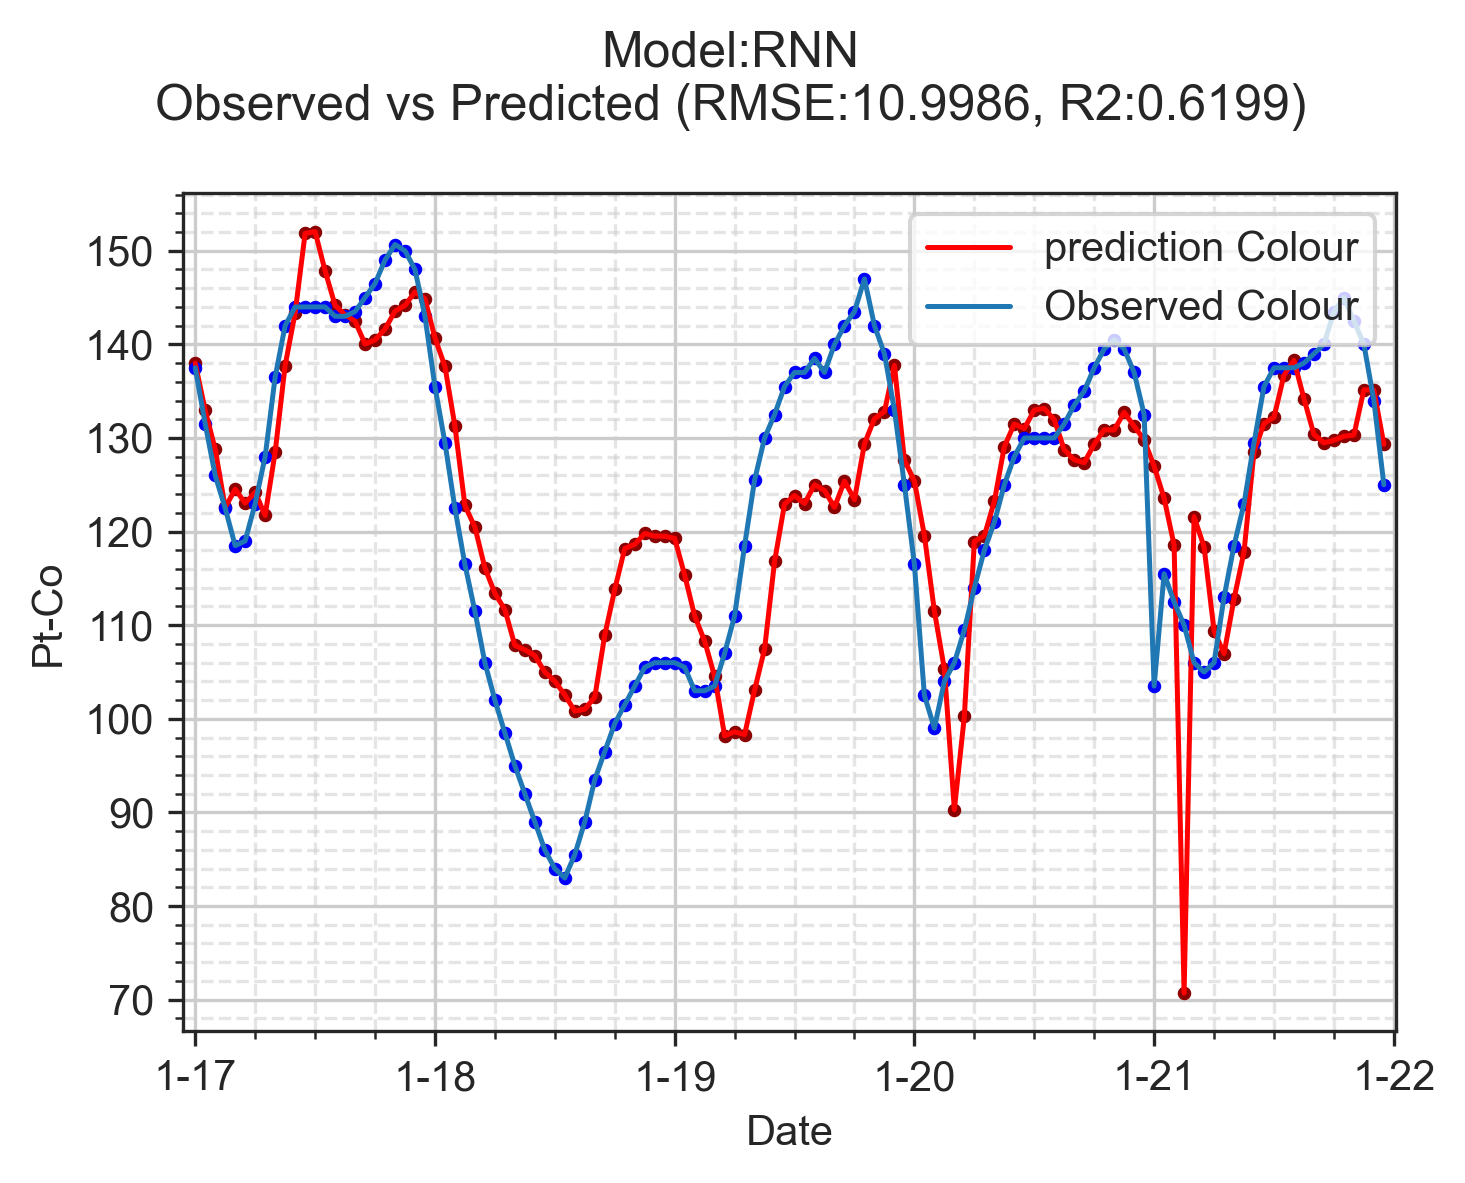 Model:RNN
Observed vs Predicted (RMSE:10.9986, R2:0.6199)
prediction Colour
Observed Colour
150
140
130
120
110
100
90
80
70
Pt-Co
1-17
1-18
1-19
1-20
1-21
1-22
Date